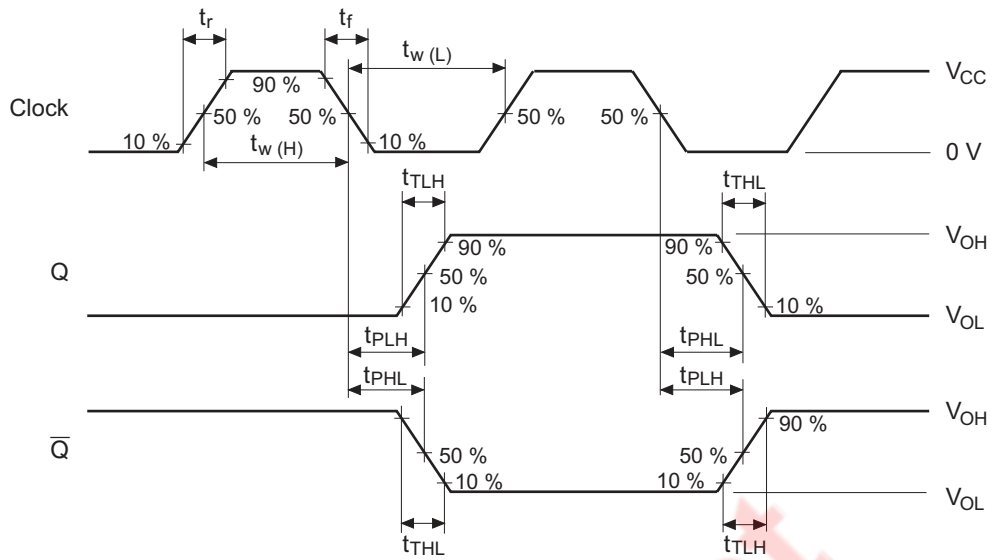 tr
tf
tw (L)
VCC
Clock
90 %
50 %
50 %
50 %
50 %
10 %
tw (H)
10 %
0 V
tTLH
tTHL
VOH
90 %
90 %
Q
50 %
50 %
10 %
10 %
VOL
tPLH
tPHL
tPHL
tPLH
VOH
90 %
Q
50 %
50 %
10 %
10 %
VOL
tTHL
tTLH